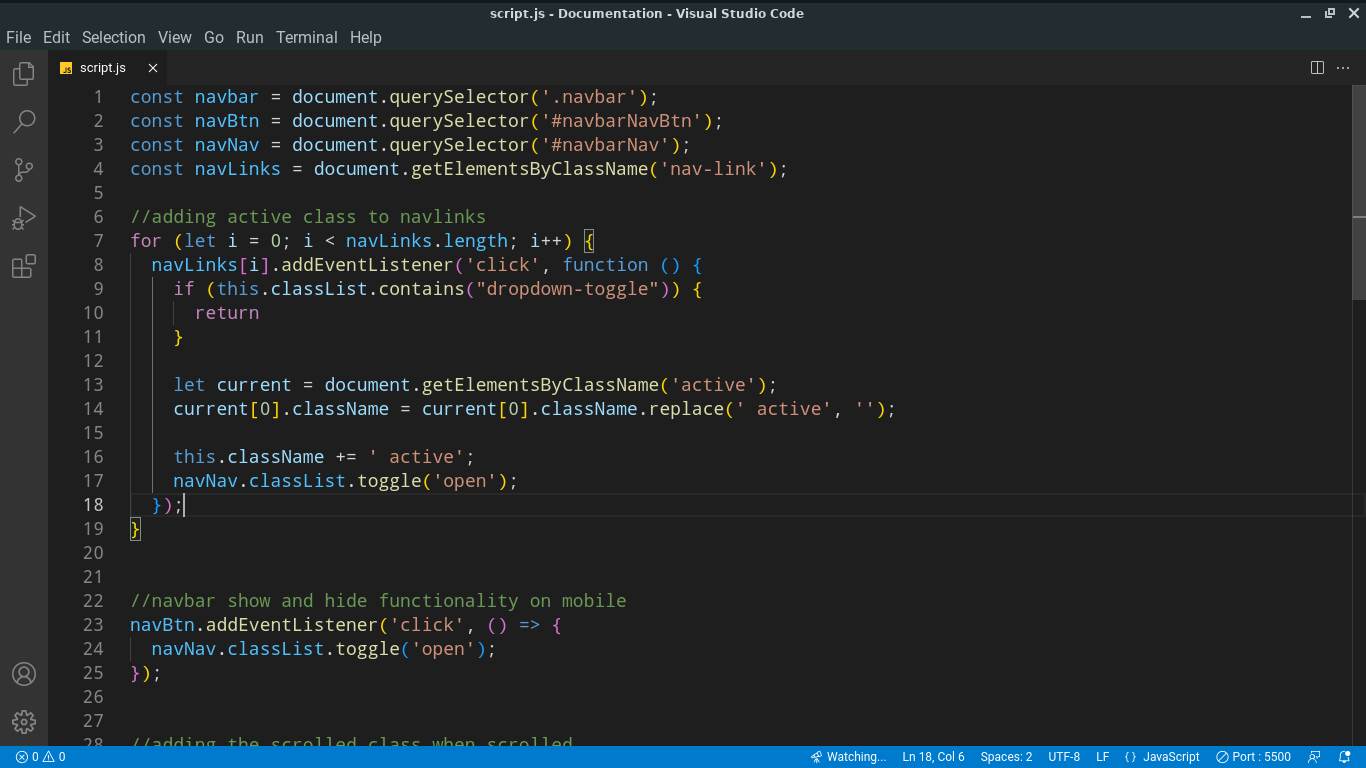 script.js - Documentation - Visual Studio Code
File Edit Selection View Go Run Terminal Help
JS script.js
1 const navbar = document.querySelector('.navbar');
2 const navBtn = document.querySelector('#navbarNavBtn');
3 const navNav = document.querySelector('#navbarNav');
4 const navLinks = document.getElementsByClassName('nav-link');
5
6 //adding active class to navlinks
7 for (let i = 0; i < navLinks.length; i++) {
8 navLinks[i].addEventListener('click', function () {
9 if (this.classList.contains("dropdown-toggle")) {
10 return
11 }
12
13 let current = document.getElementsByClassName('active');
14 current[0].className = current[0].className.replace(' active', '');
15
16 this.className += ' active';
17 navNav.classList.toggle('open');
18 });
19 }
20
21
22 //navbar show and hide functionality on mobile
23 navBtn.addEventListener('click', () => {
24 navNav.classList.toggle('open');
25 });
26
27
28 //adding the scrolled class when scrolled
0 0 Watching... Ln 18, Col 6 Spaces: 2 UTF-8 LF {} JavaScript Port : 5500